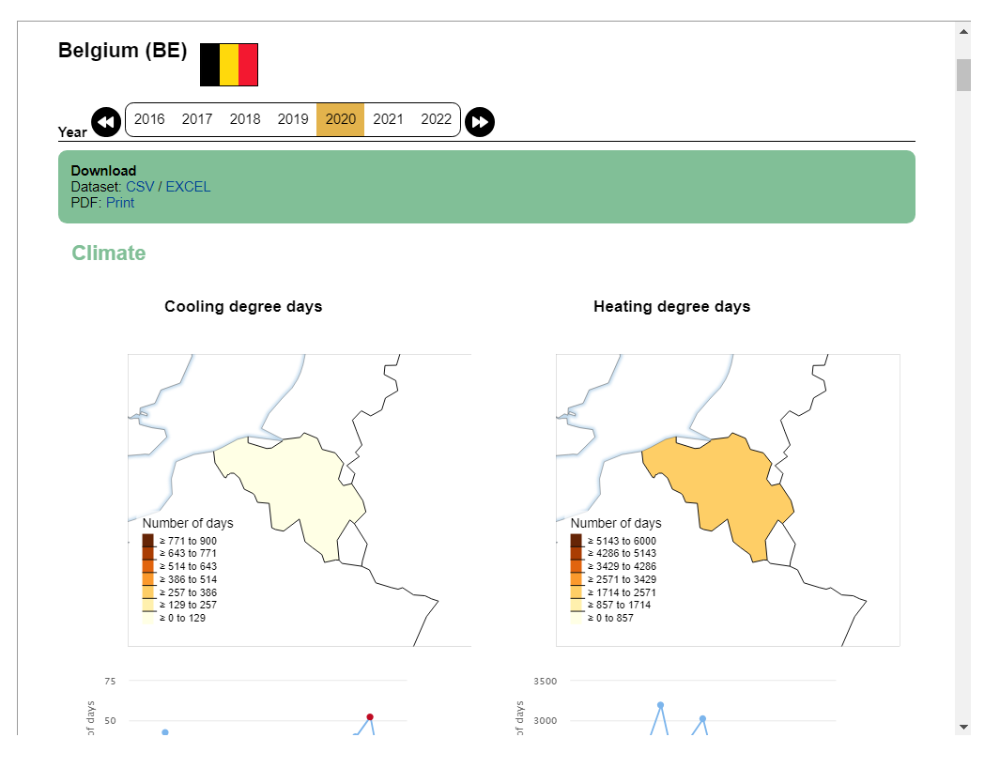 Belgium (BE)
Year 2016 2017 2018 2019 2020 2021 2022
Download
Dataset: CSV / EXCEL
PDF: Print
Climate
Cooling degree days
Number of days
≥ 771 to 900
≥ 643 to 771
≥ 514 to 643
≥ 386 to 514
≥ 257 to 386
≥ 129 to 257
≥ 0 to 129
75
50
of days
Heating degree days
Number of days
≥ 5143 to 6000
≥ 4286 to 5143
≥ 3429 to 4286
≥ 2571 to 3429
≥ 1714 to 2571
≥ 857 to 1714
≥ 0 to 857
3500
3000
of days